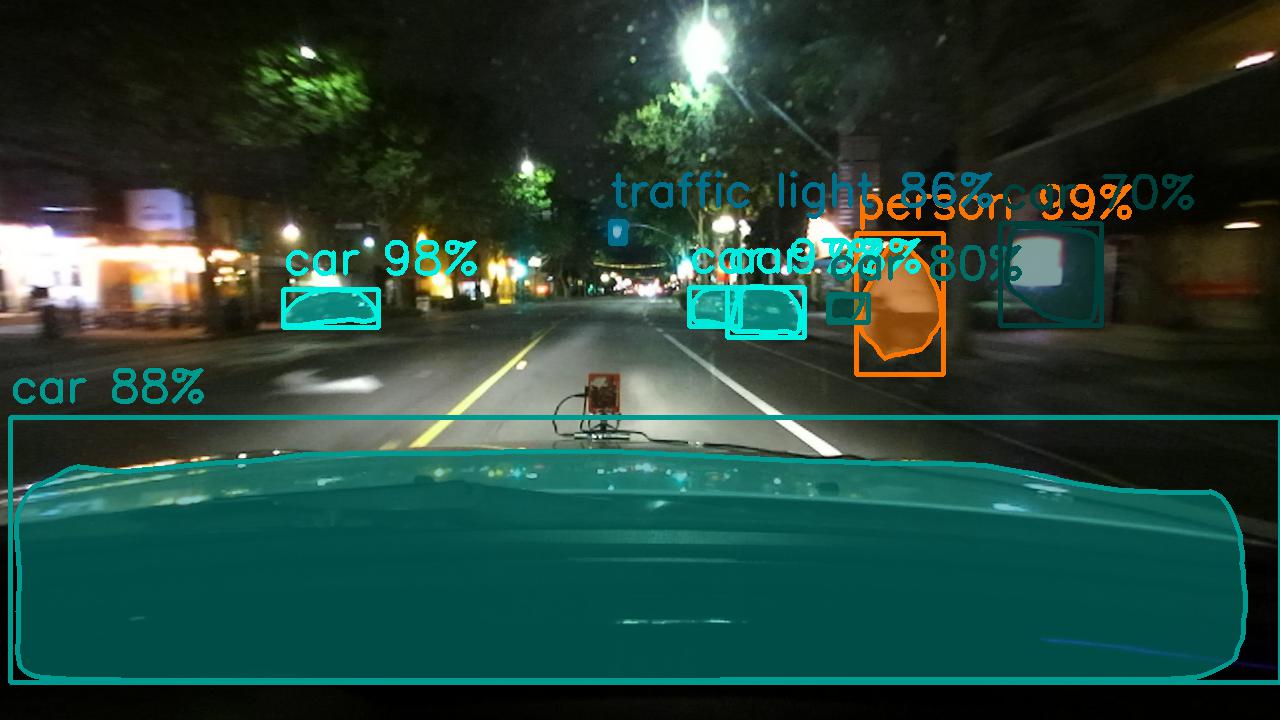 traffic light 86%
car 70%
person 99%
car 98%
car 80%
car 88%